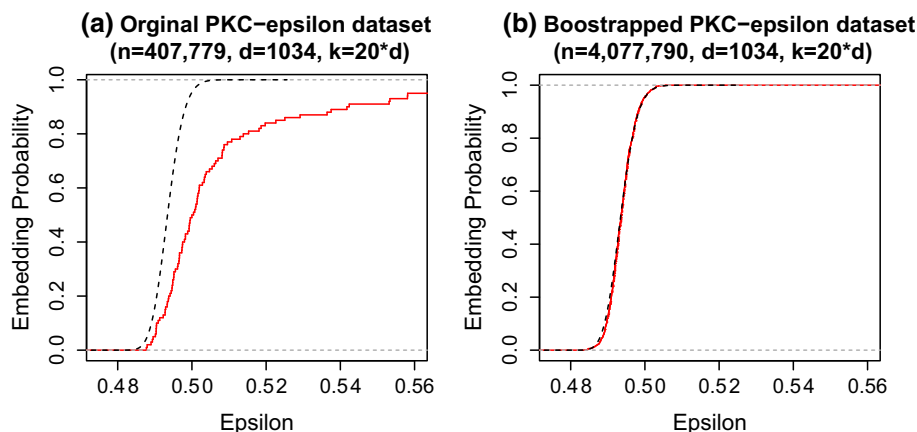 (a) Orginal PKC−epsilon dataset
(n=407,779, d=1034, k=20*d)
Embedding Probability
0.0
0.2
0.4
0.6
0.8
1.0
0.48
0.50
0.52
0.54
0.56
Epsilon
(b) Boostrapped PKC−epsilon dataset
(n=4,077,790, d=1034, k=20*d)
Embedding Probability
0.0
0.2
0.4
0.6
0.8
1.0
0.48
0.50
0.52
0.54
0.56
Epsilon